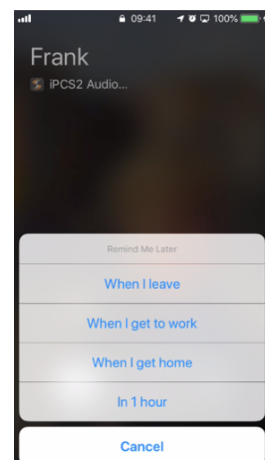 09:41
100%
Frank
iPCS2 Audio...
Remind Me Later
When I leave
When I get to work
When I get home
In 1 hour
Cancel